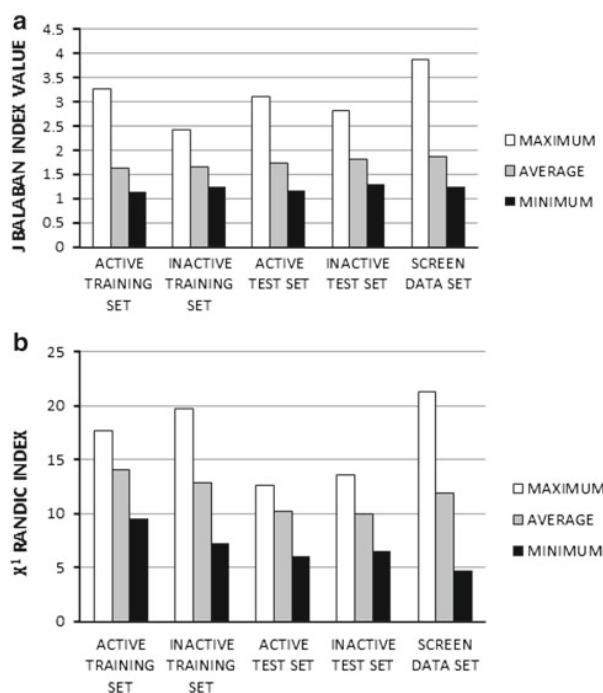 a
J BALABAN INDEX VALUE
4.5
4
3.5
3
2.5
2
1.5
1
0.5
0
ACTIVE TRAINING SET
INACTIVE TRAINING SET
ACTIVE TEST SET
INACTIVE TEST SET
SCREEN DATA SET
MAXIMUM
AVERAGE
MINIMUM
b
X¹ RANDIC INDEX
25
20
15
10
5
0
ACTIVE TRAINING SET
INACTIVE TRAINING SET
ACTIVE TEST SET
INACTIVE TEST SET
SCREEN DATA SET
MAXIMUM
AVERAGE
MINIMUM